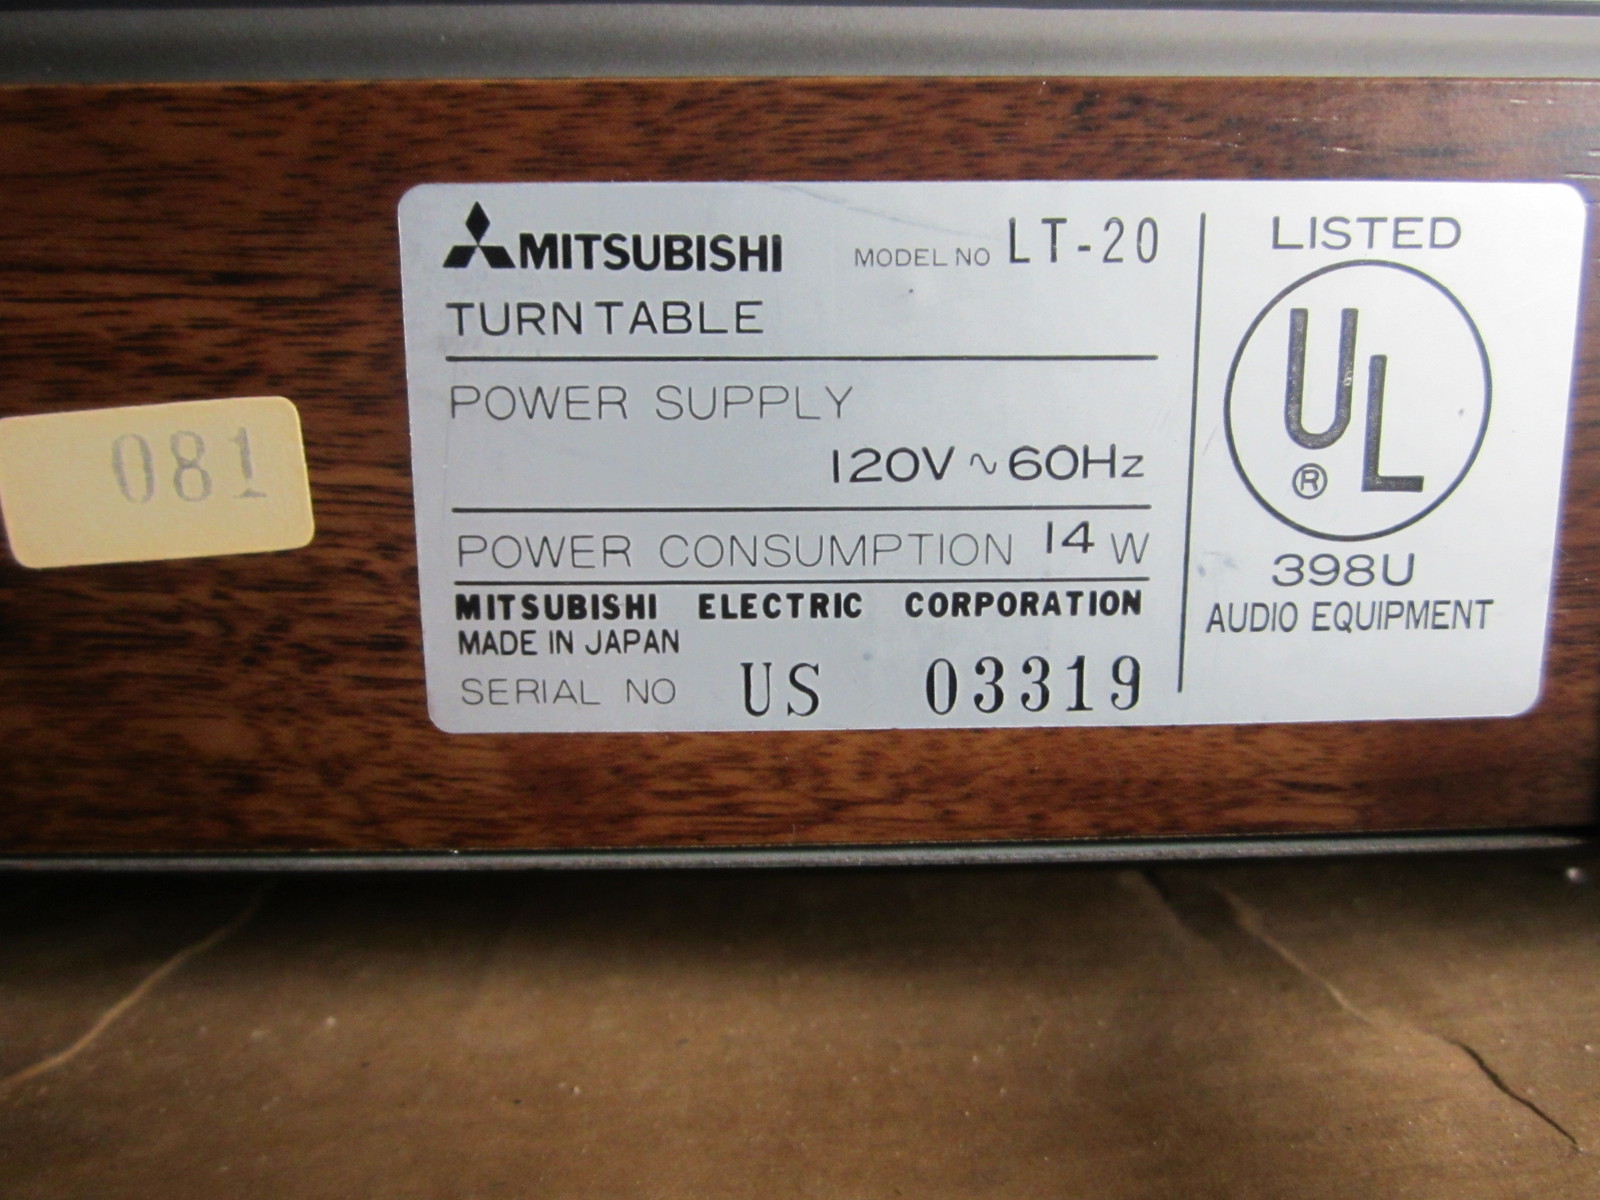 MITSUBISHI MODEL NO LT-20
TURNTABLE
POWER SUPPLY
120V ~ 60Hz
POWER CONSUMPTION 14 W
MITSUBISHI ELECTRIC CORPORATION
MADE IN JAPAN
SERIAL NO US 03319
LISTED
UL
®
398U
AUDIO EQUIPMENT
081